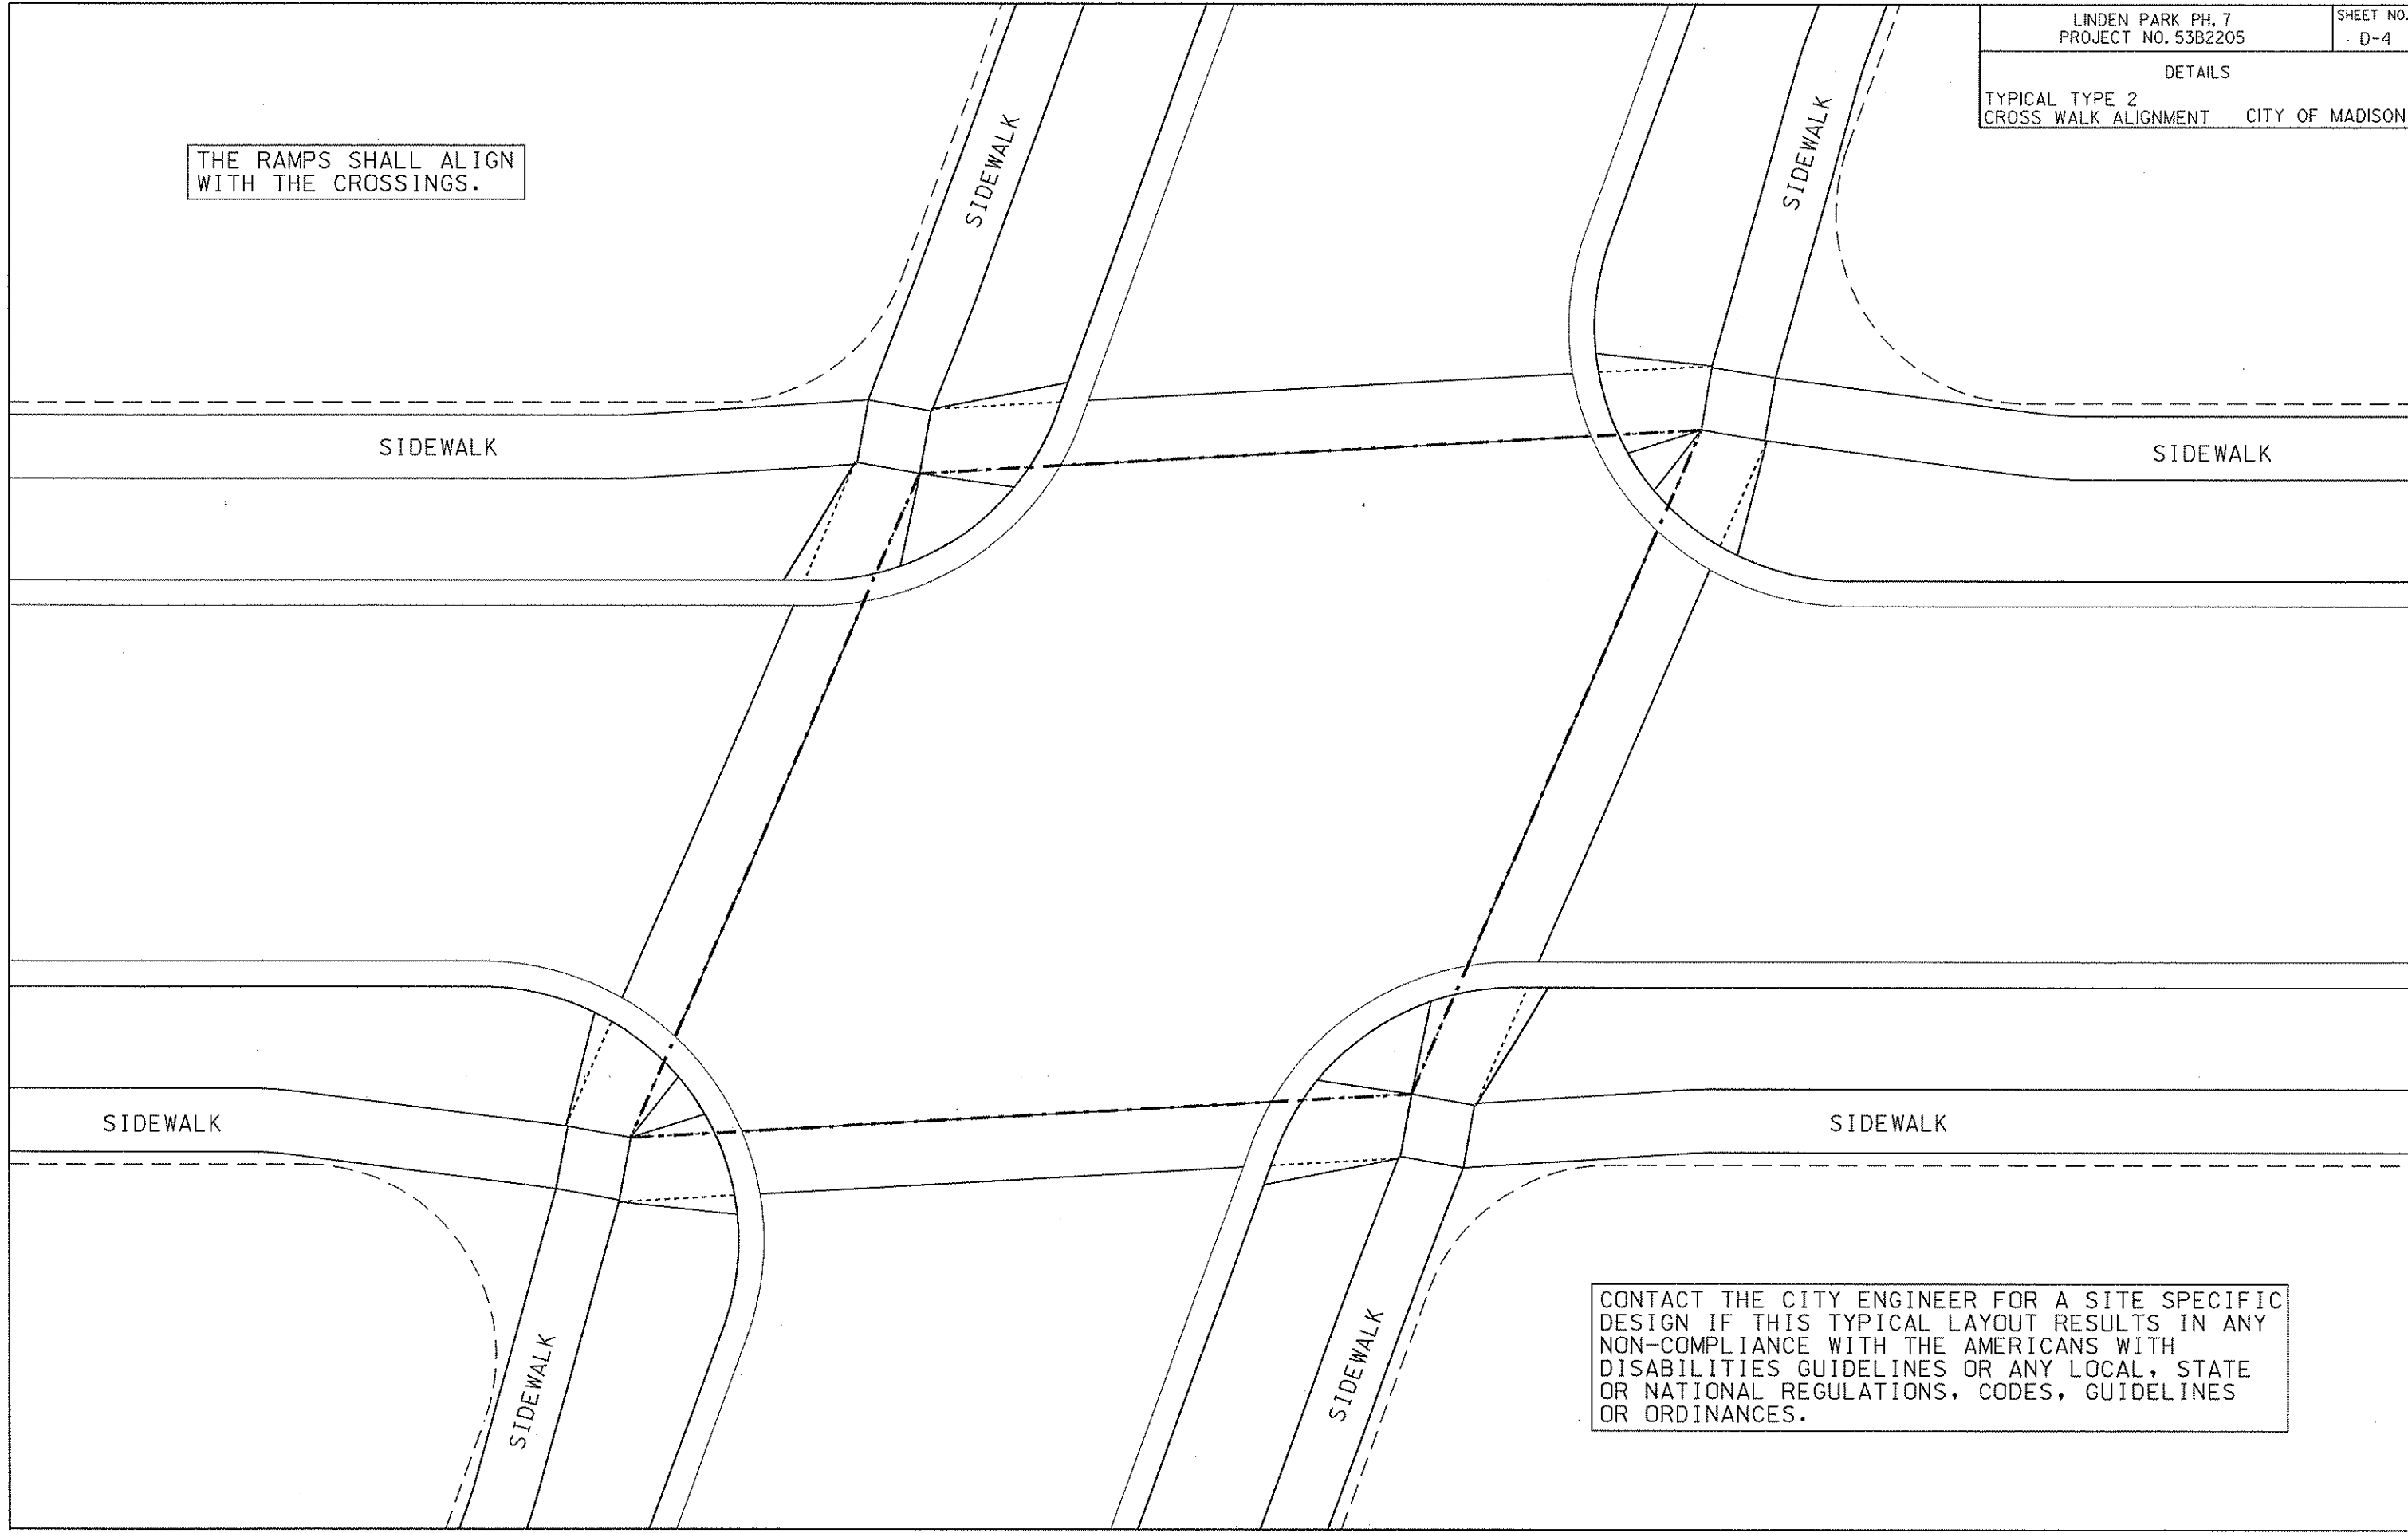 LINDEN PARK PH. 7
PROJECT NO. 53B2205
SHEET NO.
D-4
DETAILS
TYPICAL TYPE 2
CROSS WALK ALIGNMENT CITY OF MADISON
THE RAMPS SHALL ALIGN
WITH THE CROSSINGS.
SIDEWALK
SIDEWALK
SIDEWALK
SIDEWALK
SIDEWALK
SIDEWALK
SIDEWALK
SIDEWALK
CONTACT THE CITY ENGINEER FOR A SITE SPECIFIC
DESIGN IF THIS TYPICAL LAYOUT RESULTS IN ANY
NON-COMPLIANCE WITH THE AMERICANS WITH
DISABILITIES GUIDELINES OR ANY LOCAL, STATE
OR NATIONAL REGULATIONS, CODES, GUIDELINES
OR ORDINANCES.